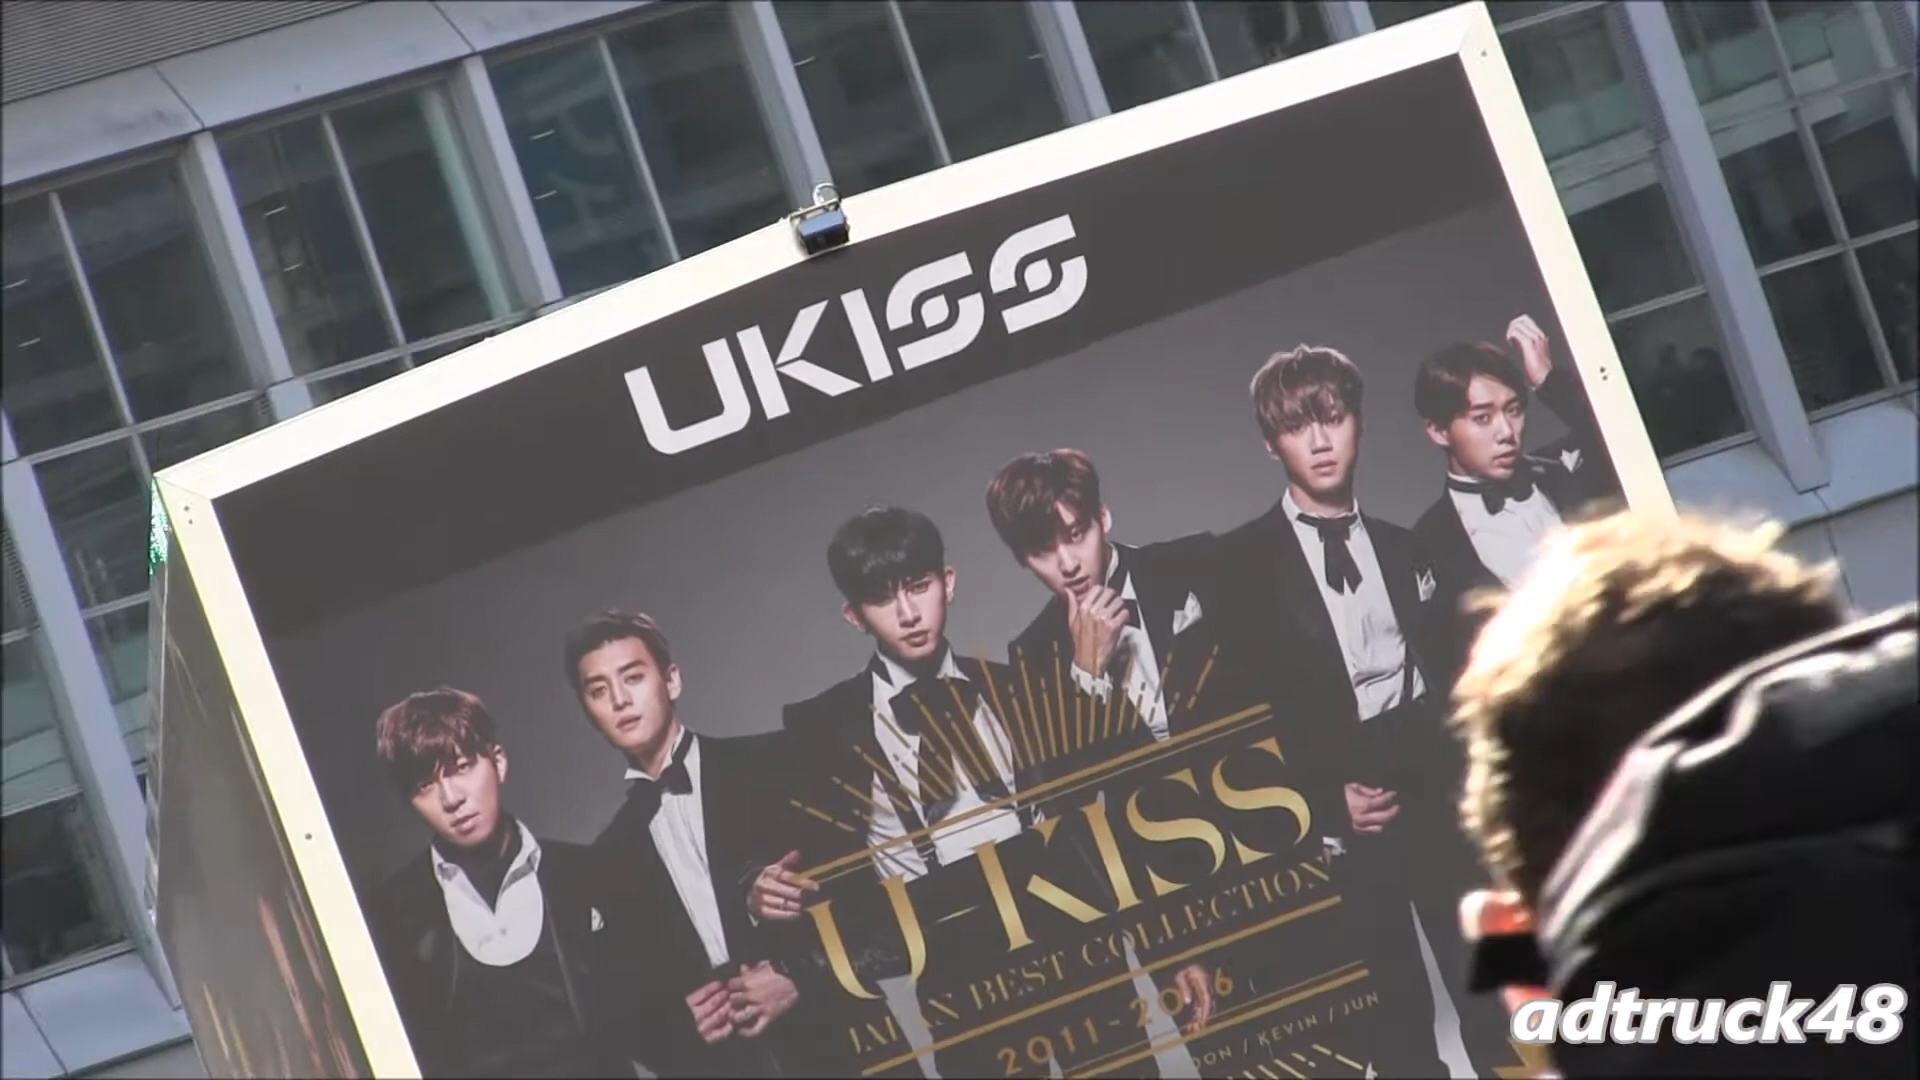 UKISS
U-KISS
JAPAN BEST COLLECTION
2011-2016
/ KEVIN / JUN
adtruck48